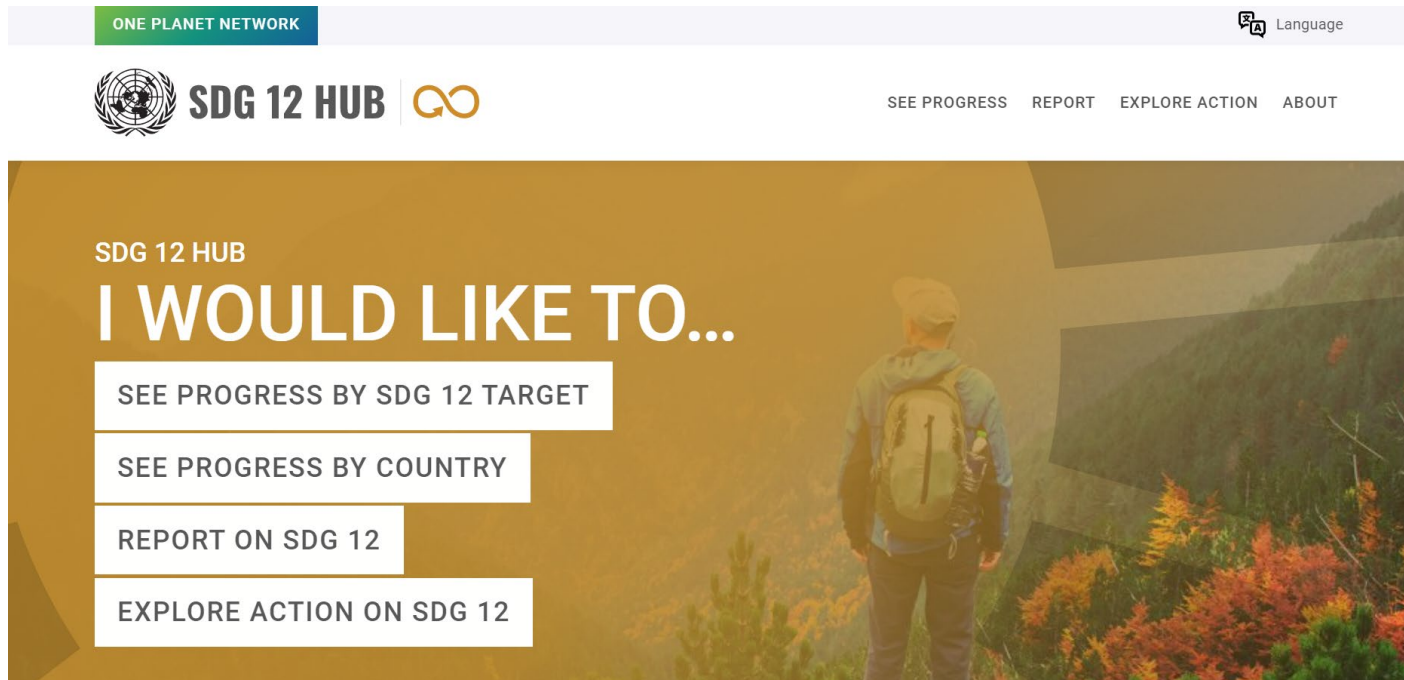 ONE PLANET NETWORK
Language
SDG 12 HUB
SEE PROGRESS REPORT EXPLORE ACTION ABOUT
SDG 12 HUB
I WOULD LIKE TO...
SEE PROGRESS BY SDG 12 TARGET
SEE PROGRESS BY COUNTRY
REPORT ON SDG 12
EXPLORE ACTION ON SDG 12